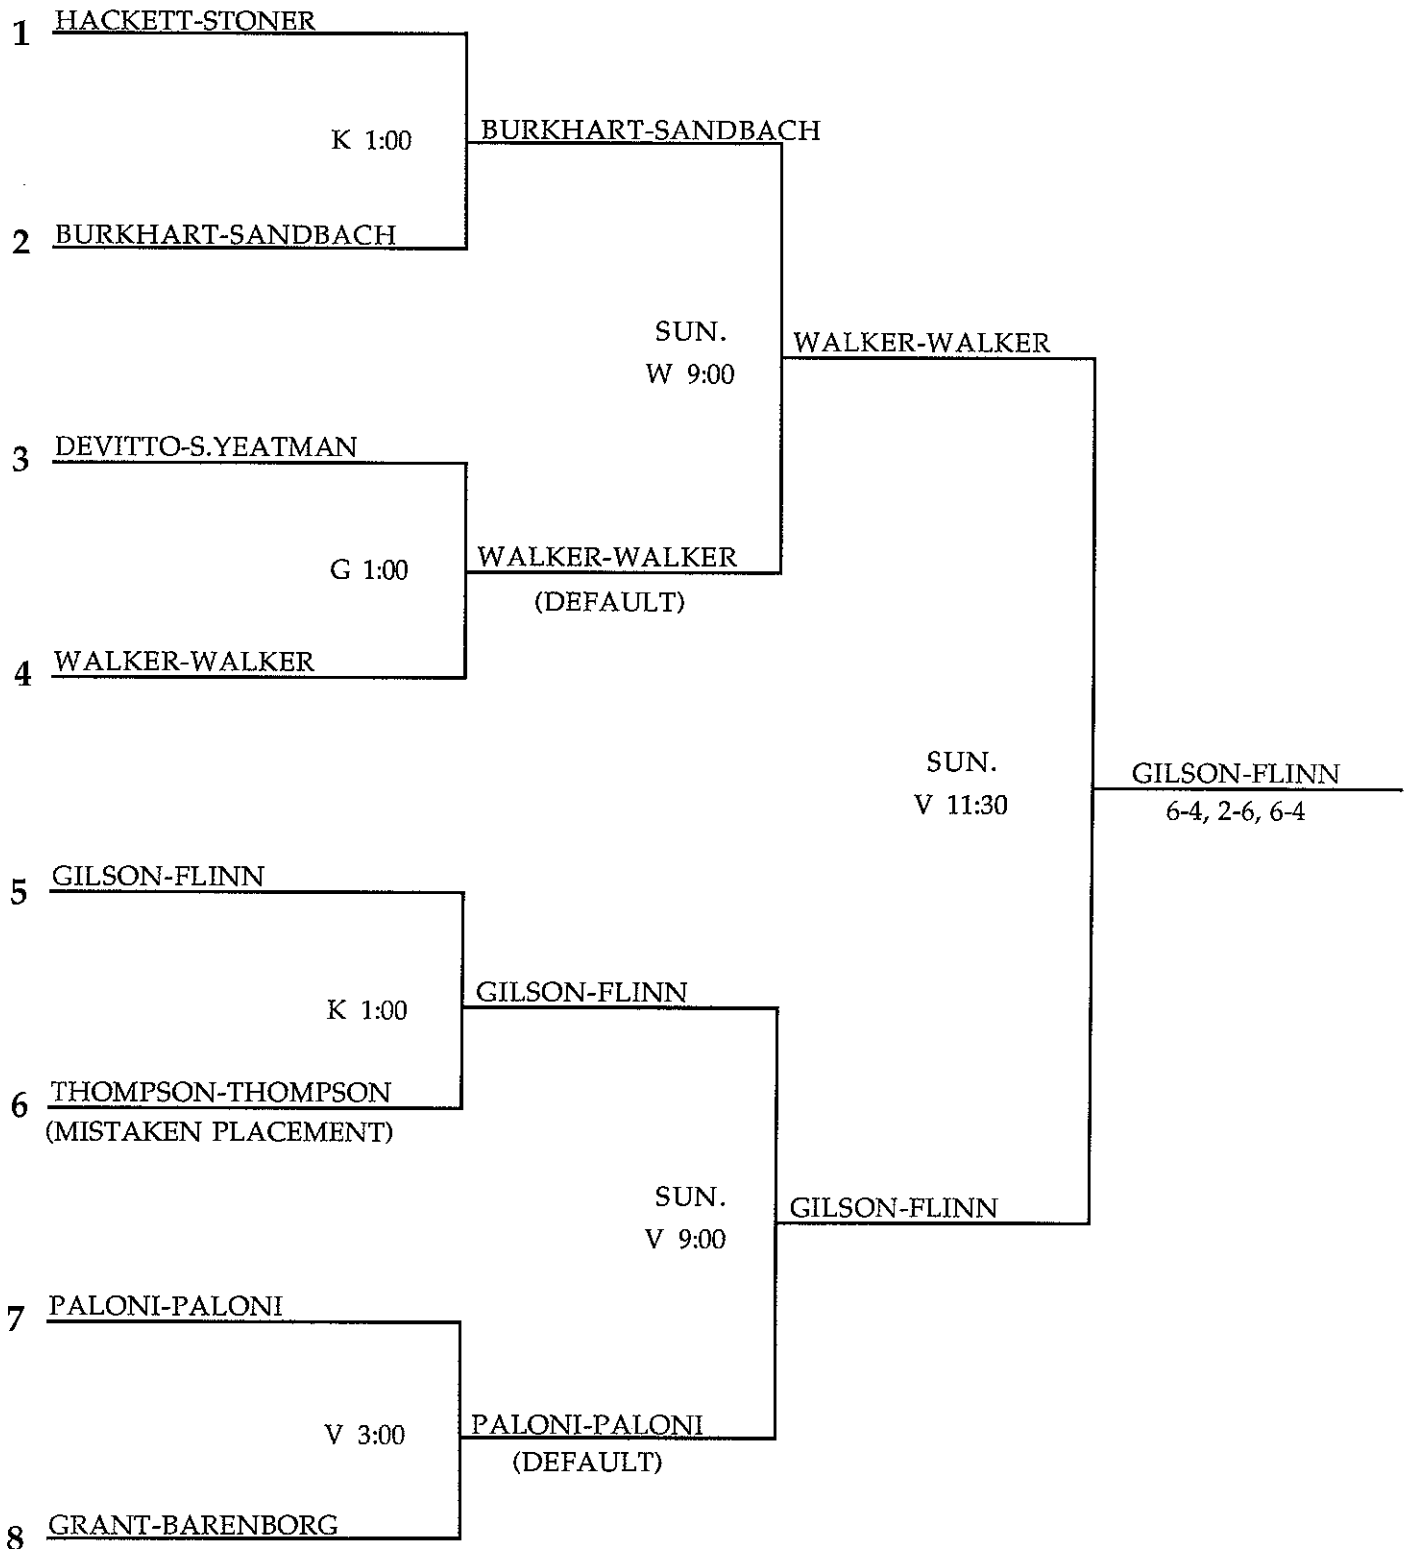 1 HACKETT-STONER
K 1:00
BURKHART-SANDBACH
2 BURKHART-SANDBACH
SUN.
W 9:00
WALKER-WALKER
3 DEVITTO-S.YEATMAN
G 1:00
WALKER-WALKER
(DEFAULT)
4 WALKER-WALKER
SUN.
V 11:30
GILSON-FLINN
6-4, 2-6, 6-4
5 GILSON-FLINN
K 1:00
GILSON-FLINN
6 THOMPSON-THOMPSON
(MISTAKEN PLACEMENT)
SUN.
V 9:00
GILSON-FLINN
7 PALONI-PALONI
V 3:00
PALONI-PALONI
(DEFAULT)
8 GRANT-BARENBORG